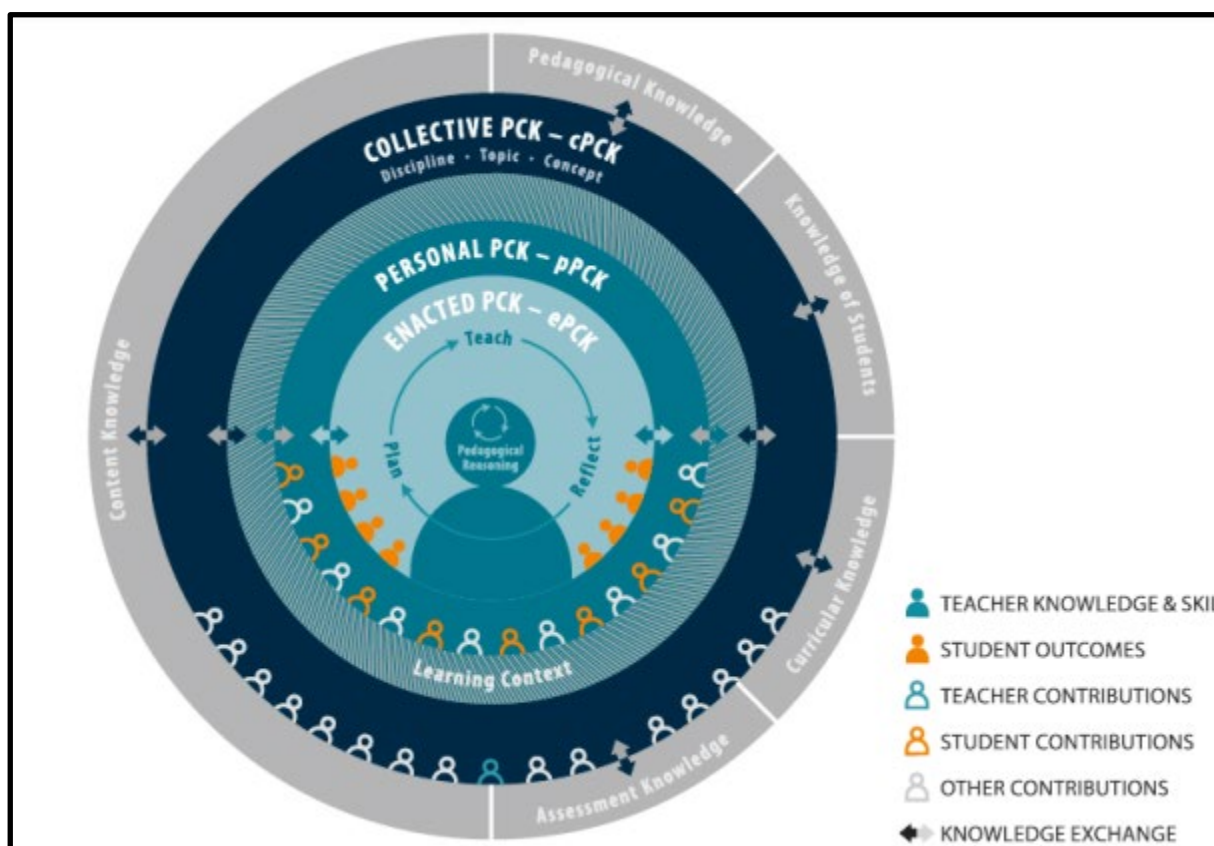 Pedagogical Knowledge
COLLECTIVE PCK – cPCK
Discipline · Topic · Concept
Knowledge of Students
PERSONAL PCK – pPCK
ENACTED PCK – ePCK
Teach
Content Knowledge
Pedagogical
Reasoning
Plan
Reflect
Curricular Knowledge
Learning Context
Assessment Knowledge
TEACHER KNOWLEDGE & SKIL
STUDENT OUTCOMES
TEACHER CONTRIBUTIONS
STUDENT CONTRIBUTIONS
OTHER CONTRIBUTIONS
KNOWLEDGE EXCHANGE